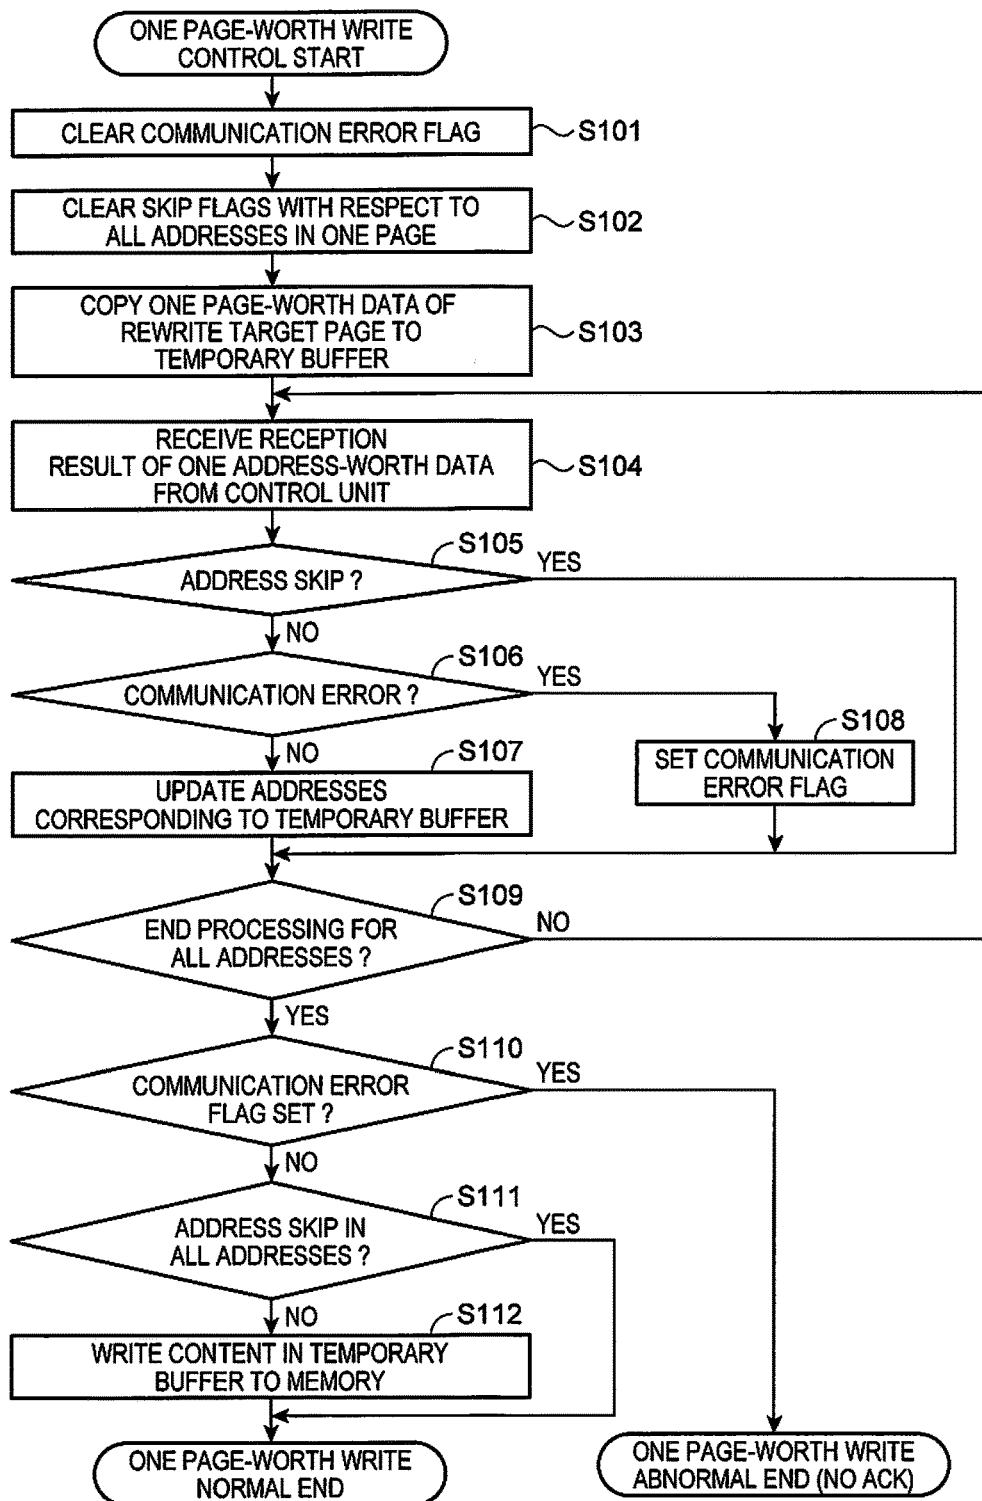 ONE PAGE-WORTH WRITE
CONTROL START
CLEAR COMMUNICATION ERROR FLAG
S101
CLEAR SKIP FLAGS WITH RESPECT TO
ALL ADDRESSES IN ONE PAGE
S102
COPY ONE PAGE-WORTH DATA OF
REWRITE TARGET PAGE TO
TEMPORARY BUFFER
S103
RECEIVE RECEPTION
RESULT OF ONE ADDRESS-WORTH DATA
FROM CONTROL UNIT
S104
S105
ADDRESS SKIP ?
YES
NO
S106
COMMUNICATION ERROR ?
YES
NO
S107
UPDATE ADDRESSES
CORRESPONDING TO TEMPORARY BUFFER
S108
SET COMMUNICATION
ERROR FLAG
S109
END PROCESSING FOR
ALL ADDRESSES ?
NO
YES
S110
COMMUNICATION ERROR
FLAG SET ?
YES
NO
S111
ADDRESS SKIP IN
ALL ADDRESSES ?
YES
NO
S112
WRITE CONTENT IN TEMPORARY
BUFFER TO MEMORY
ONE PAGE-WORTH WRITE
NORMAL END
ONE PAGE-WORTH WRITE
ABNORMAL END (NO ACK)